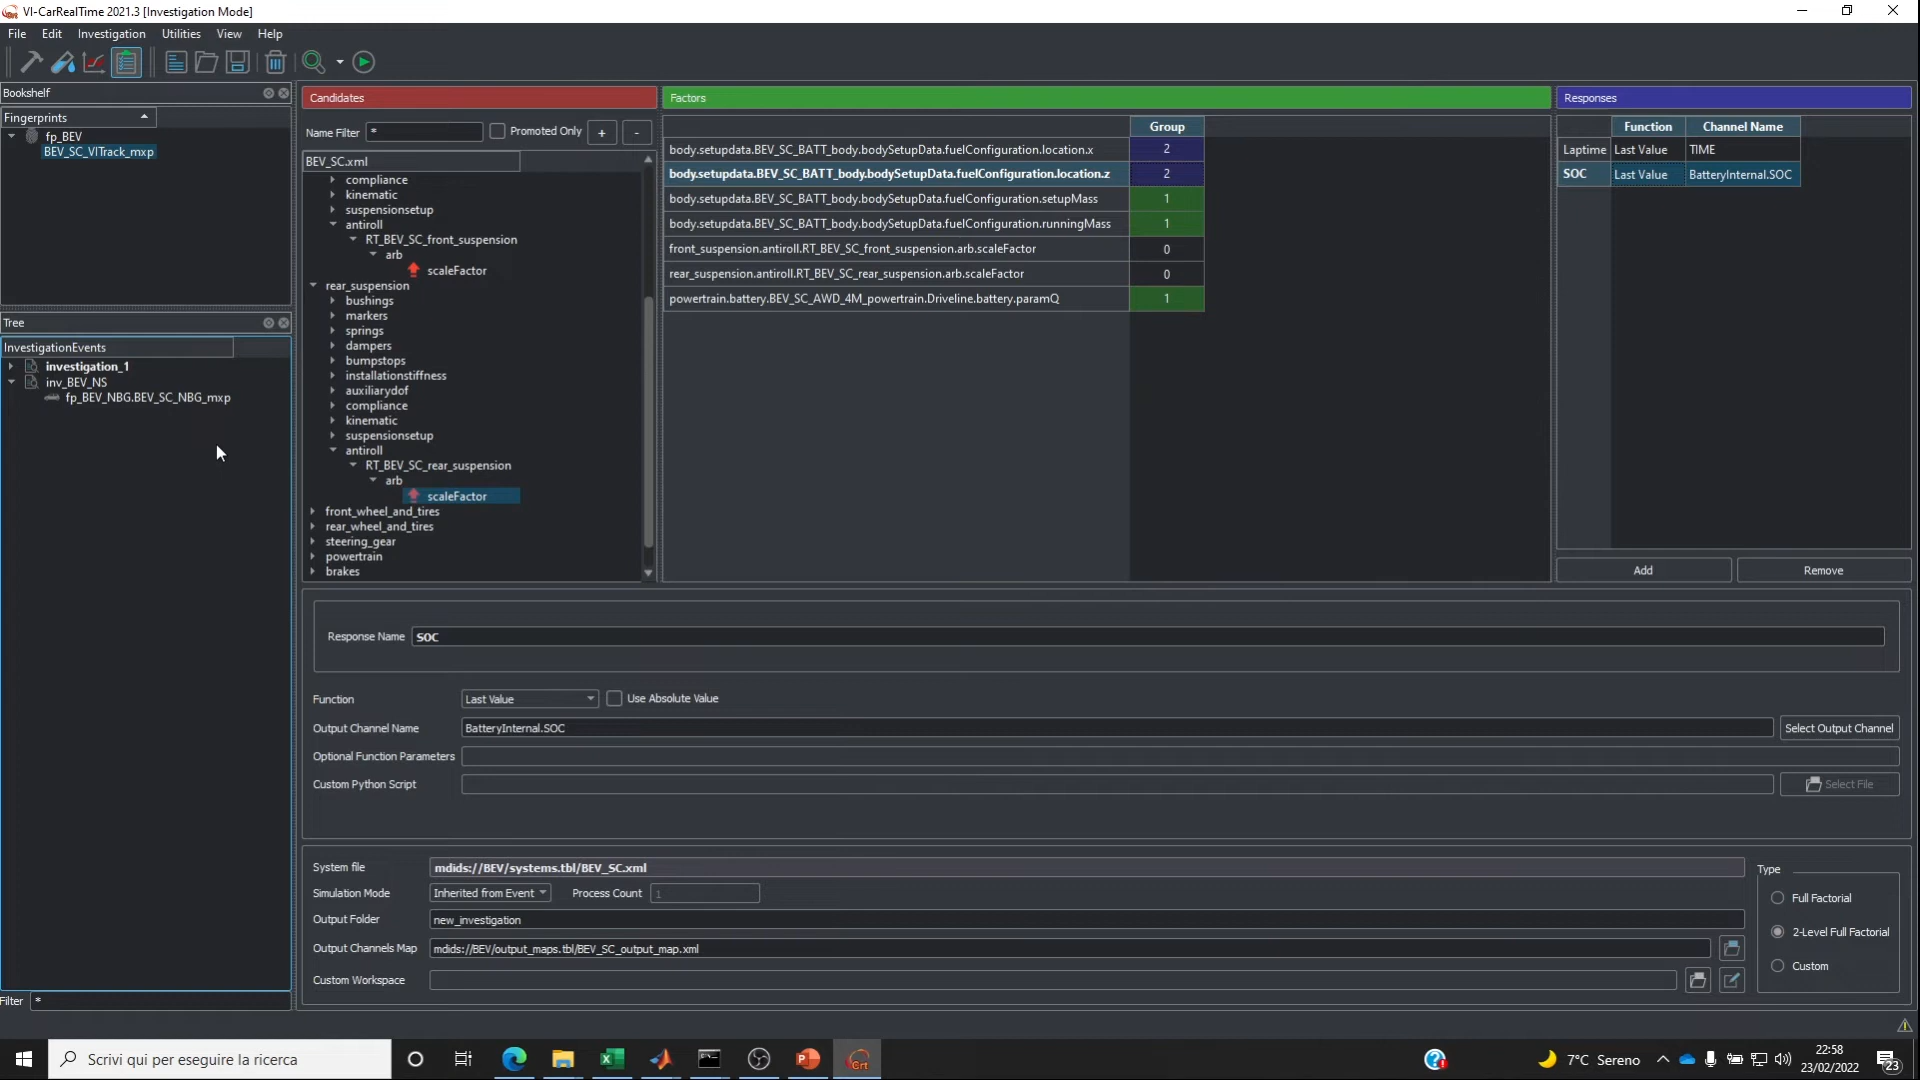 VI-CarRealTime 2021.3 [Investigation Mode]
File Edit Investigation Utilities View Help
Bookshelf
Fingerprints
fp_BEV
BEV_SC_VITrack_mxp
Tree
InvestigationEvents
investigation_1
inv_BEV_NS
fp_BEV_NBG.BEV_SC_NBG_mxp
Filter *
Candidates
Name Filter * Promoted Only + -
BEV_SC.xml
compliance
kinematic
suspensionsetup
antiroll
RT_BEV_SC_front_suspension
arb
scaleFactor
rear_suspension
bushings
markers
springs
dampers
bumpstops
installationstiffness
auxiliarydof
compliance
kinematic
suspensionsetup
antiroll
RT_BEV_SC_rear_suspension
arb
scaleFactor
front_wheel_and_tires
rear_wheel_and_tires
steering_gear
powertrain
brakes
Factors
Group
body.setupdata.BEV_SC_BATT_body.bodySetupData.fuelConfiguration.location.x 2
body.setupdata.BEV_SC_BATT_body.bodySetupData.fuelConfiguration.location.z 2
body.setupdata.BEV_SC_BATT_body.bodySetupData.fuelConfiguration.setupMass 1
body.setupdata.BEV_SC_BATT_body.bodySetupData.fuelConfiguration.runningMass 1
front_suspension.antiroll.RT_BEV_SC_front_suspension.arb.scaleFactor 0
rear_suspension.antiroll.RT_BEV_SC_rear_suspension.arb.scaleFactor 0
powertrain.battery.BEV_SC_AWD_4M_powertrain.Driveline.battery.paramQ 1
Responses
Function Channel Name
Laptime Last Value TIME
SOC Last Value BatteryInternal.SOC
Add Remove
Response Name SOC
Function Last Value Use Absolute Value
Output Channel Name BatteryInternal.SOC Select Output Channel
Optional Function Parameters
Custom Python Script Select File
System file mdids://BEV/systems.tbl/BEV_SC.xml
Simulation Mode Inherited from Event Process Count 1
Output Folder new_investigation
Output Channels Map mdids://BEV/output_maps.tbl/BEV_SC_output_map.xml
Custom Workspace
Type
Full Factorial
2-Level Full Factorial
Custom
Scrivi qui per eseguire la ricerca
Crt
7°C Sereno
22:58
23/02/2022
23